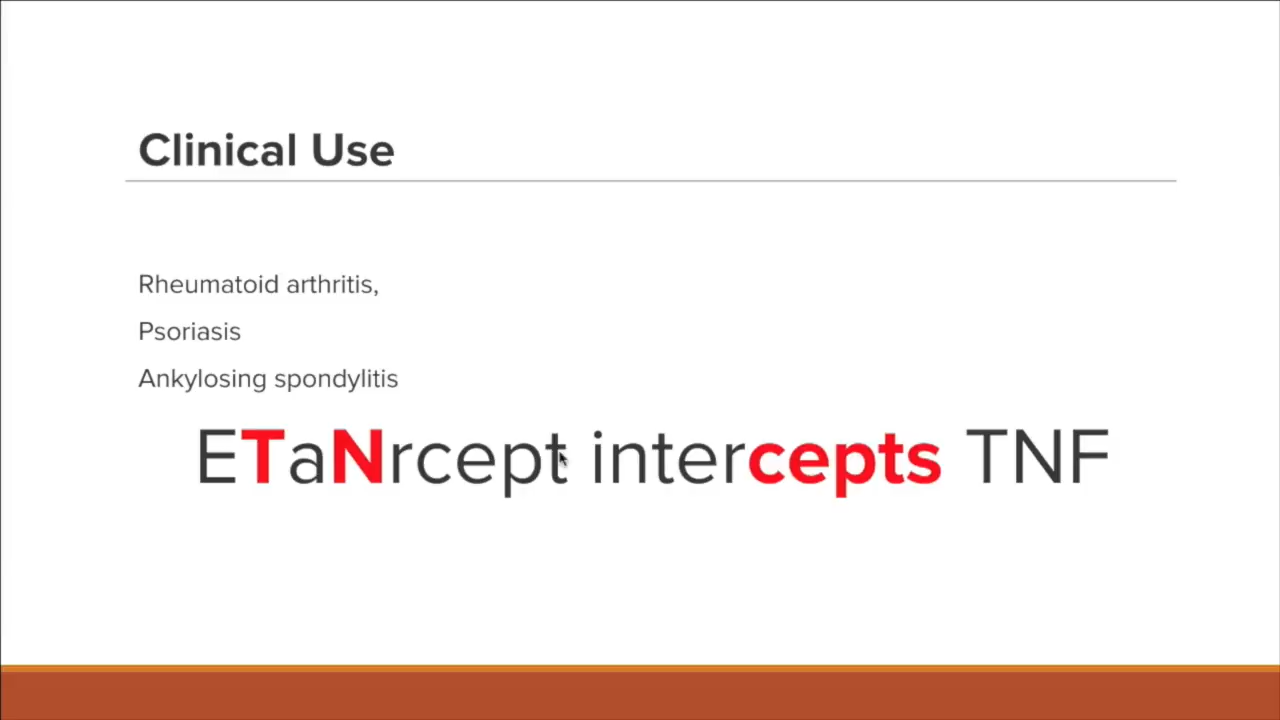 Clinical Use
Rheumatoid arthritis,
Psoriasis
Ankylosing spondylitis
ETaNrcept intercepts TNF